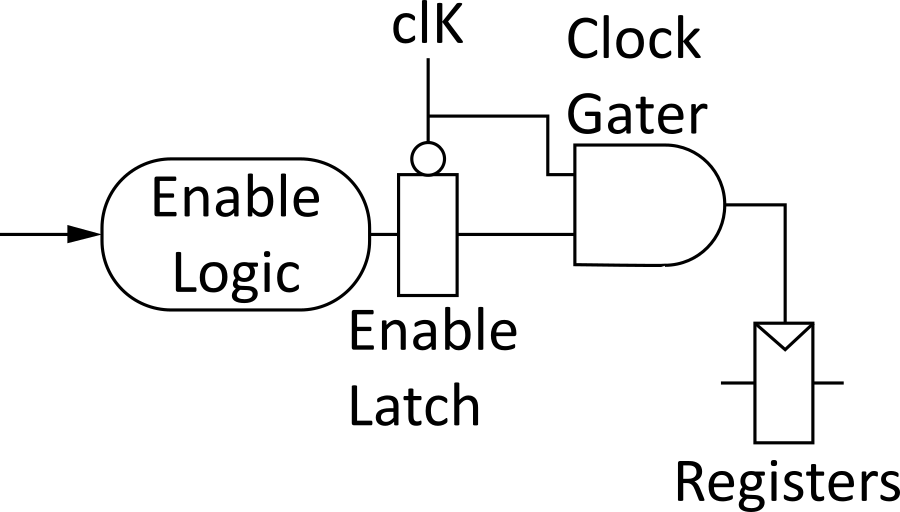 clK
Clock
Gater
Enable
Logic
Enable
Latch
Registers